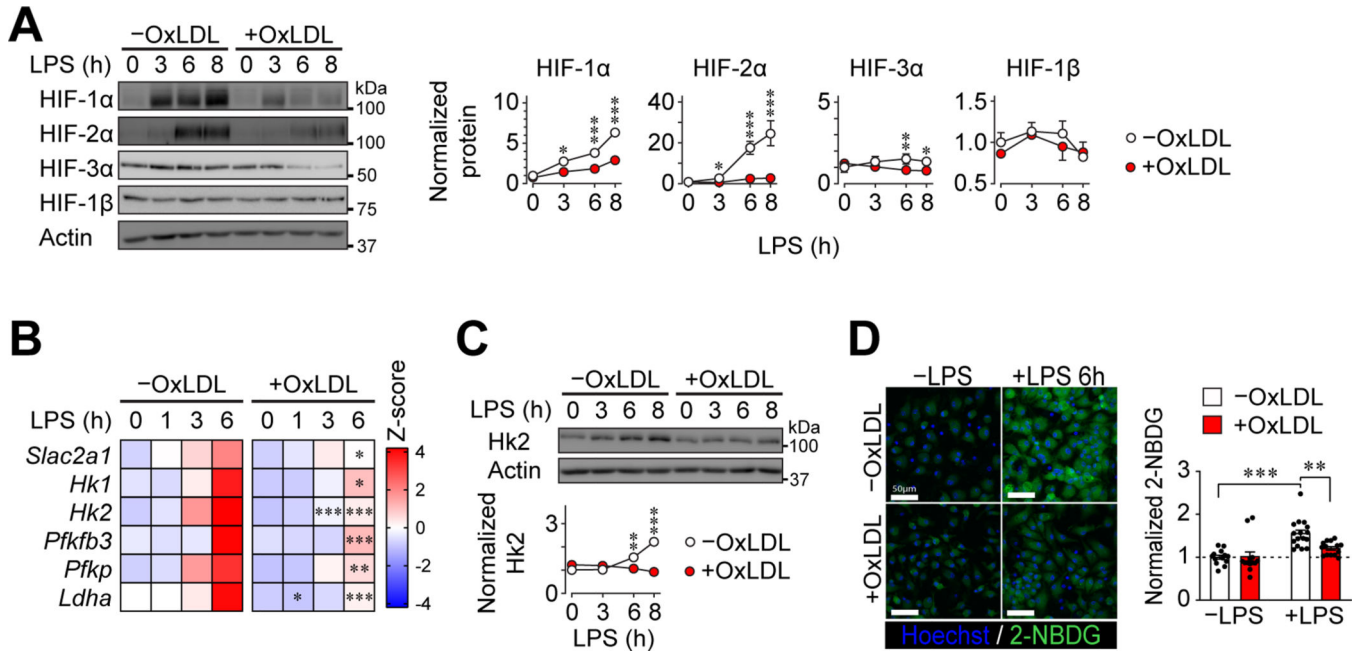 A
−OxLDL +OxLDL
LPS (h) 0 3 6 8 0 3 6 8
kDa
HIF-1α 100
HIF-2α 100
HIF-3α 50
HIF-1β 75
Actin 37
Normalized protein
HIF-1α HIF-2α HIF-3α HIF-1β
10 5 0
40 20 0
5 0
1.5 1.0 0.5
* *** ***
* *** ***
** *
0 3 6 8 0 3 6 8 0 3 6 8 0 3 6 8
LPS (h)
−OxLDL
+OxLDL
B
−OxLDL +OxLDL
LPS (h) 0 1 3 6 0 1 3 6
Slac2a1 *
Hk1 *
Hk2 *** ***
Pfkfb3 ***
Pfkp **
Ldha * ***
Z-score
4
2
0
-2
-4
C
−OxLDL +OxLDL
LPS (h) 0 3 6 8 0 3 6 8
kDa
Hk2 100
Actin 37
Normalized
Hk2
3
2
1
0
** ***
−OxLDL
+OxLDL
0 3 6 8
LPS (h)
D
−LPS +LPS 6h
−OxLDL
50μm
+OxLDL
Hoechst / 2-NBDG
−OxLDL
+OxLDL
Normalized 2-NBDG
3
2
1
0
*** **
−LPS +LPS